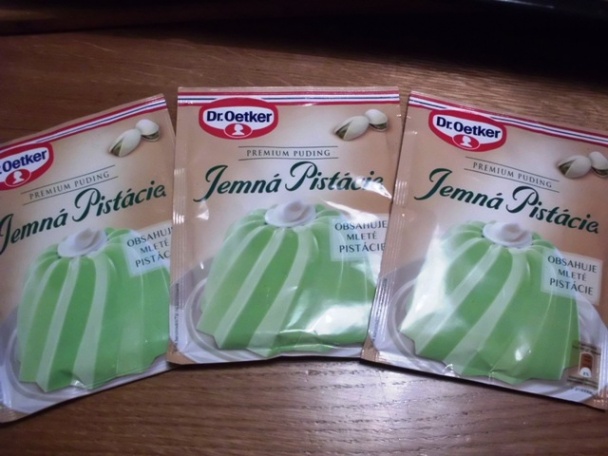 Dr.Oetker
PREMIUM PUDING
Jemná Pistácie
OBSAHUJE
MLETÉ
PISTÁCIE
Dr.Oetker
PREMIUM PUDING
Jemná Pistácie
OBSAHUJE
MLETÉ
PISTÁCIE
Dr.Oetker
PREMIUM PUDING
Jemná Pistácie
OBSAHUJE
MLETÉ
PISTÁCIE